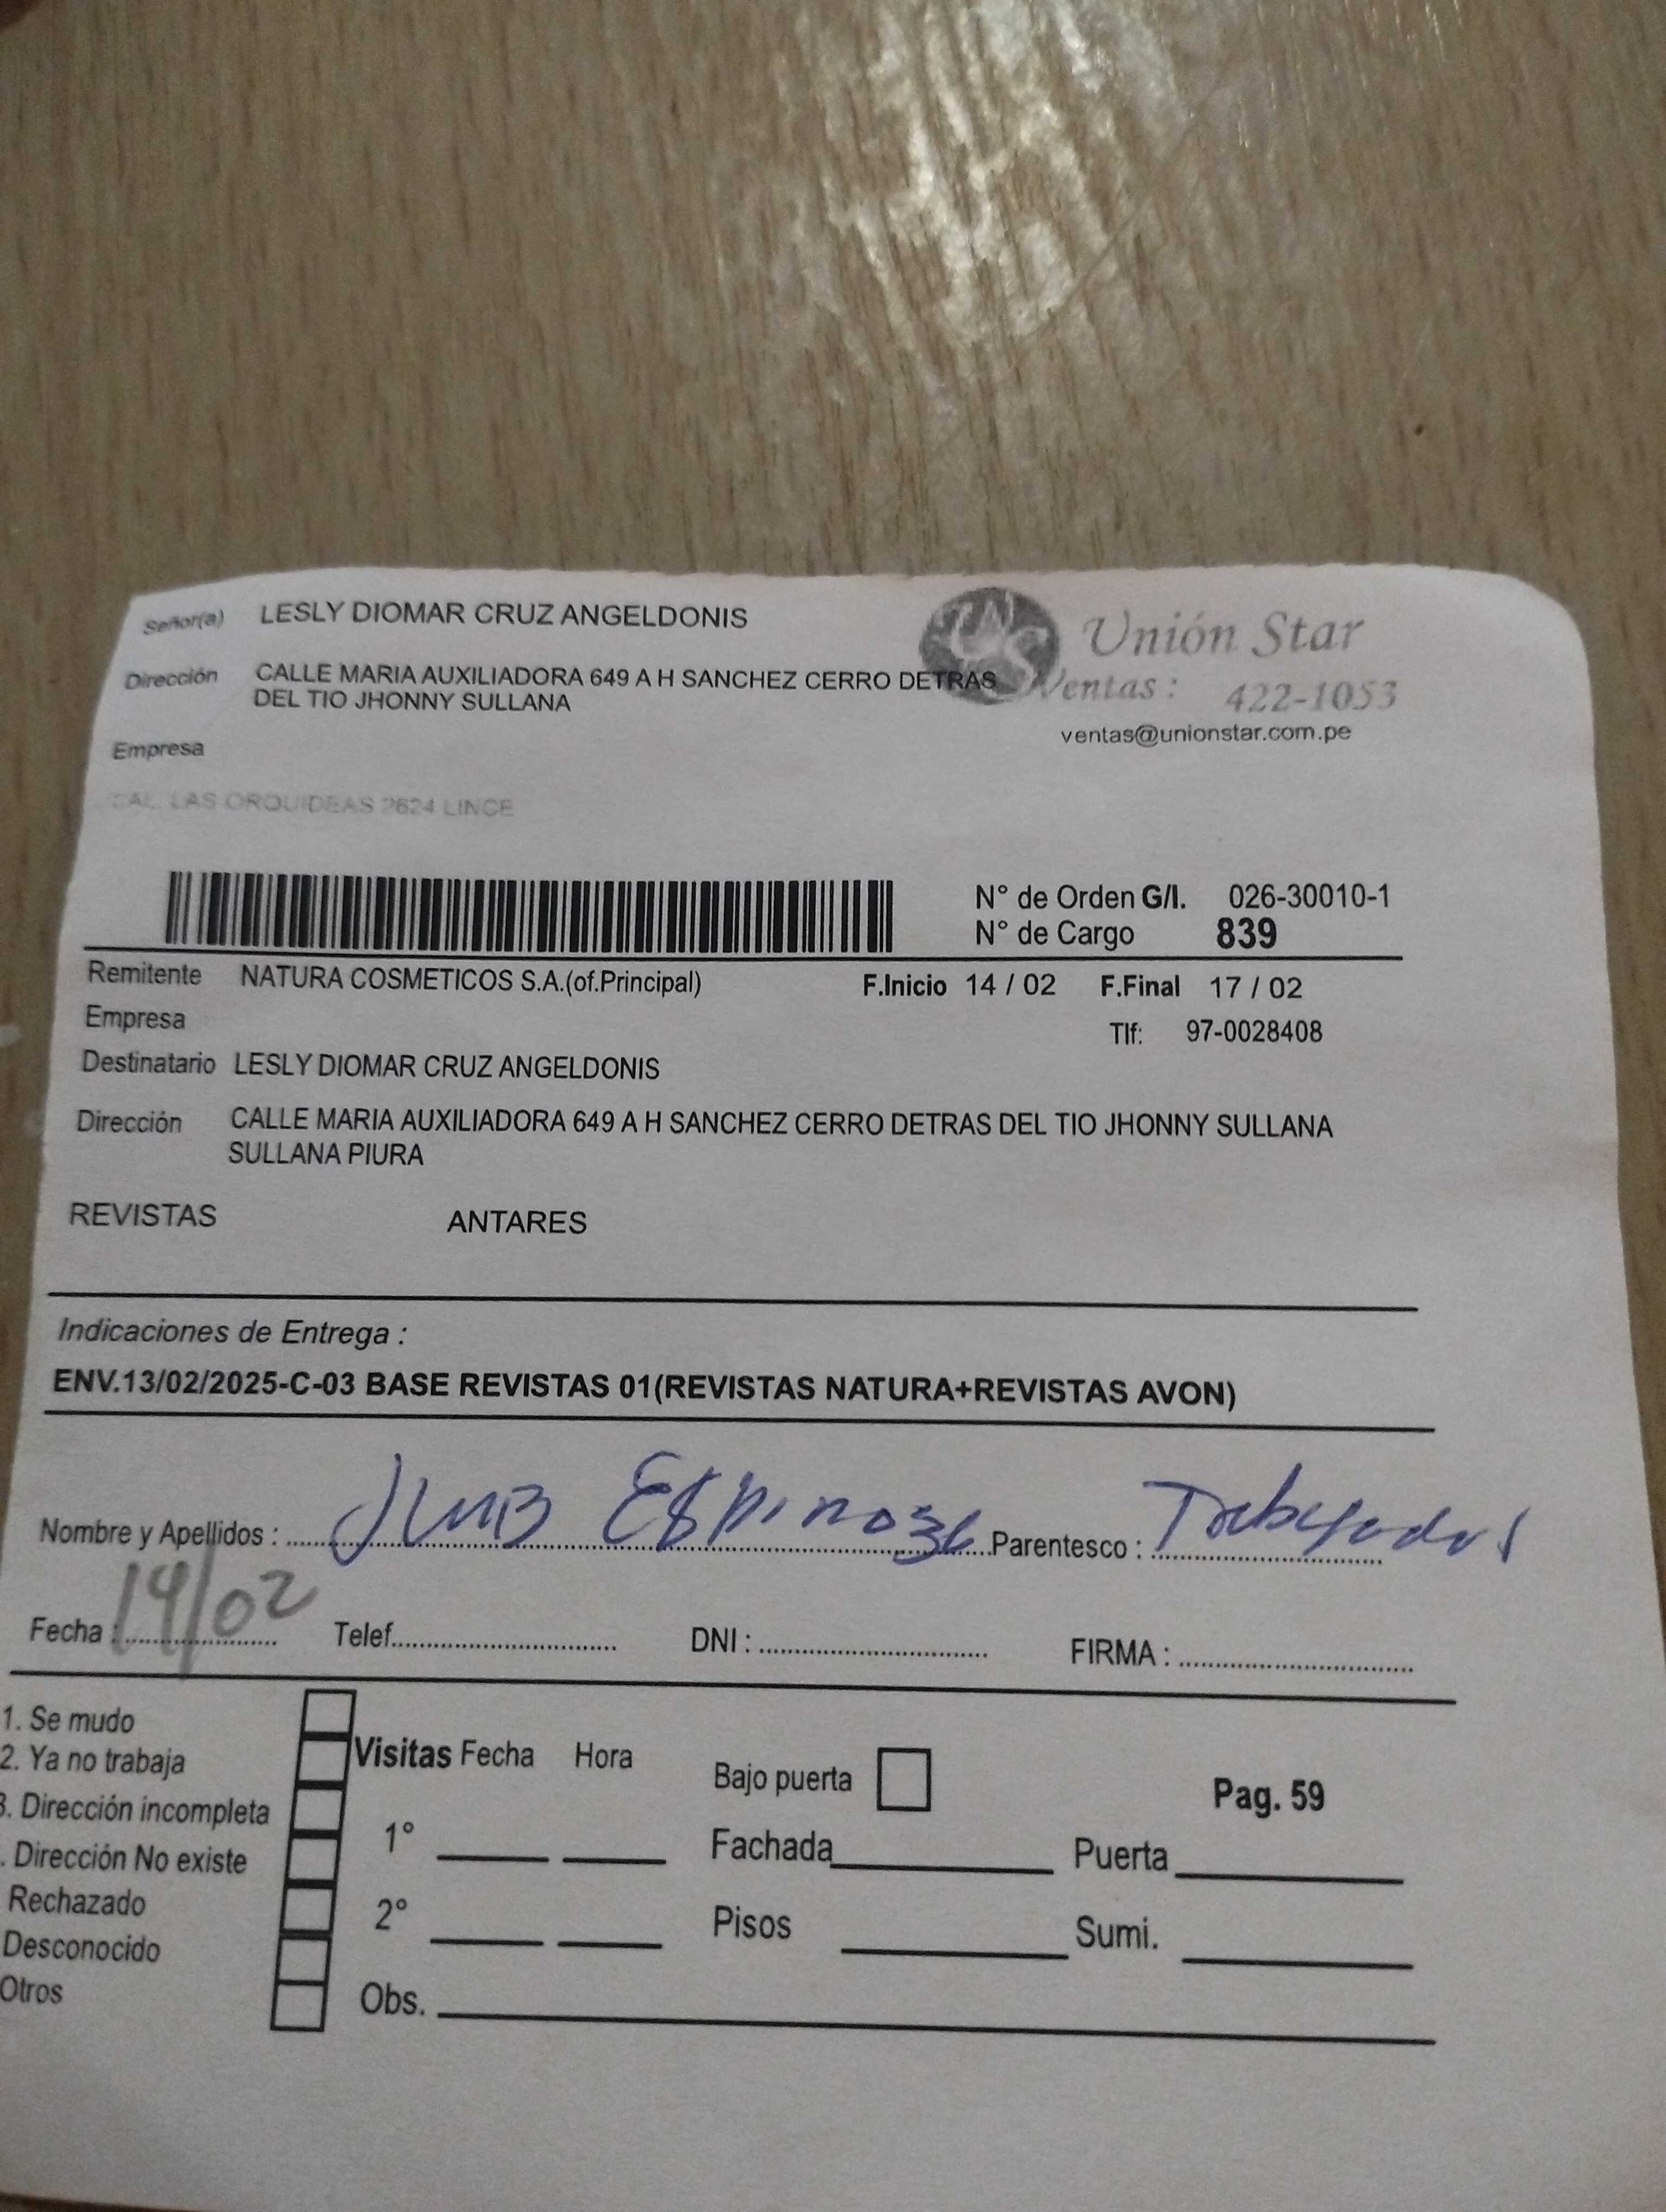 Señor(a) LESLY DIOMAR CRUZ ANGELDONIS
Unión Star
Dirección CALLE MARIA AUXILIADORA 649 A H SANCHEZ CERRO DETRAS
DEL TIO JHONNY SULLANA
Ventas : 422-1053
ventas@unionstar.com.pe
Empresa
CAL. LAS ORQUIDEAS 2624 LINCE
N° de Orden G/I. 026-30010-1
N° de Cargo 839
Remitente NATURA COSMETICOS S.A.(of.Principal) F.Inicio 14 / 02 F.Final 17 / 02
Empresa Tlf: 97-0028408
Destinatario LESLY DIOMAR CRUZ ANGELDONIS
Dirección CALLE MARIA AUXILIADORA 649 A H SANCHEZ CERRO DETRAS DEL TIO JHONNY SULLANA
SULLANA PIURA
REVISTAS ANTARES
Indicaciones de Entrega :
ENV.13/02/2025-C-03 BASE REVISTAS 01(REVISTAS NATURA+REVISTAS AVON)
Nombre y Apellidos : Espinoza Parentesco : Trabajador
Fecha : 14/02 Telef. DNI : FIRMA :
1. Se mudo
2. Ya no trabaja
3. Dirección incompleta
. Dirección No existe
Rechazado
Desconocido
Otros
Visitas Fecha Hora
1°
2°
Obs.
Bajo puerta
Pag. 59
Fachada Puerta
Pisos Sumi.